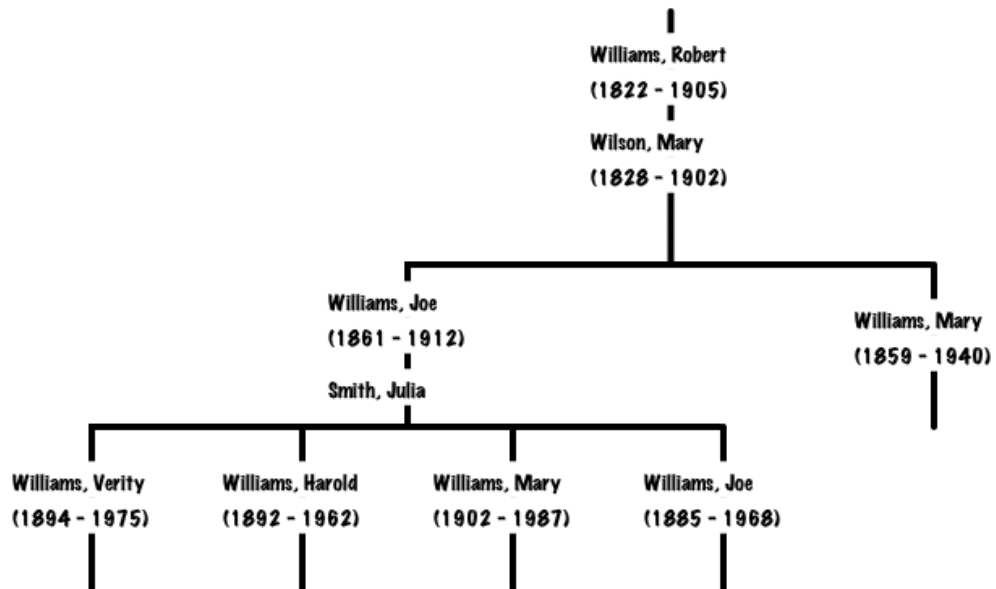 Williams, Robert
(1822 - 1905)
Wilson, Mary
(1828 - 1902)
Williams, Joe
(1861 - 1912)
Smith, Julia
Williams, Mary
(1859 - 1940)
Williams, Verity
(1894 - 1975)
Williams, Harold
(1892 - 1962)
Williams, Mary
(1902 - 1987)
Williams, Joe
(1885 - 1968)